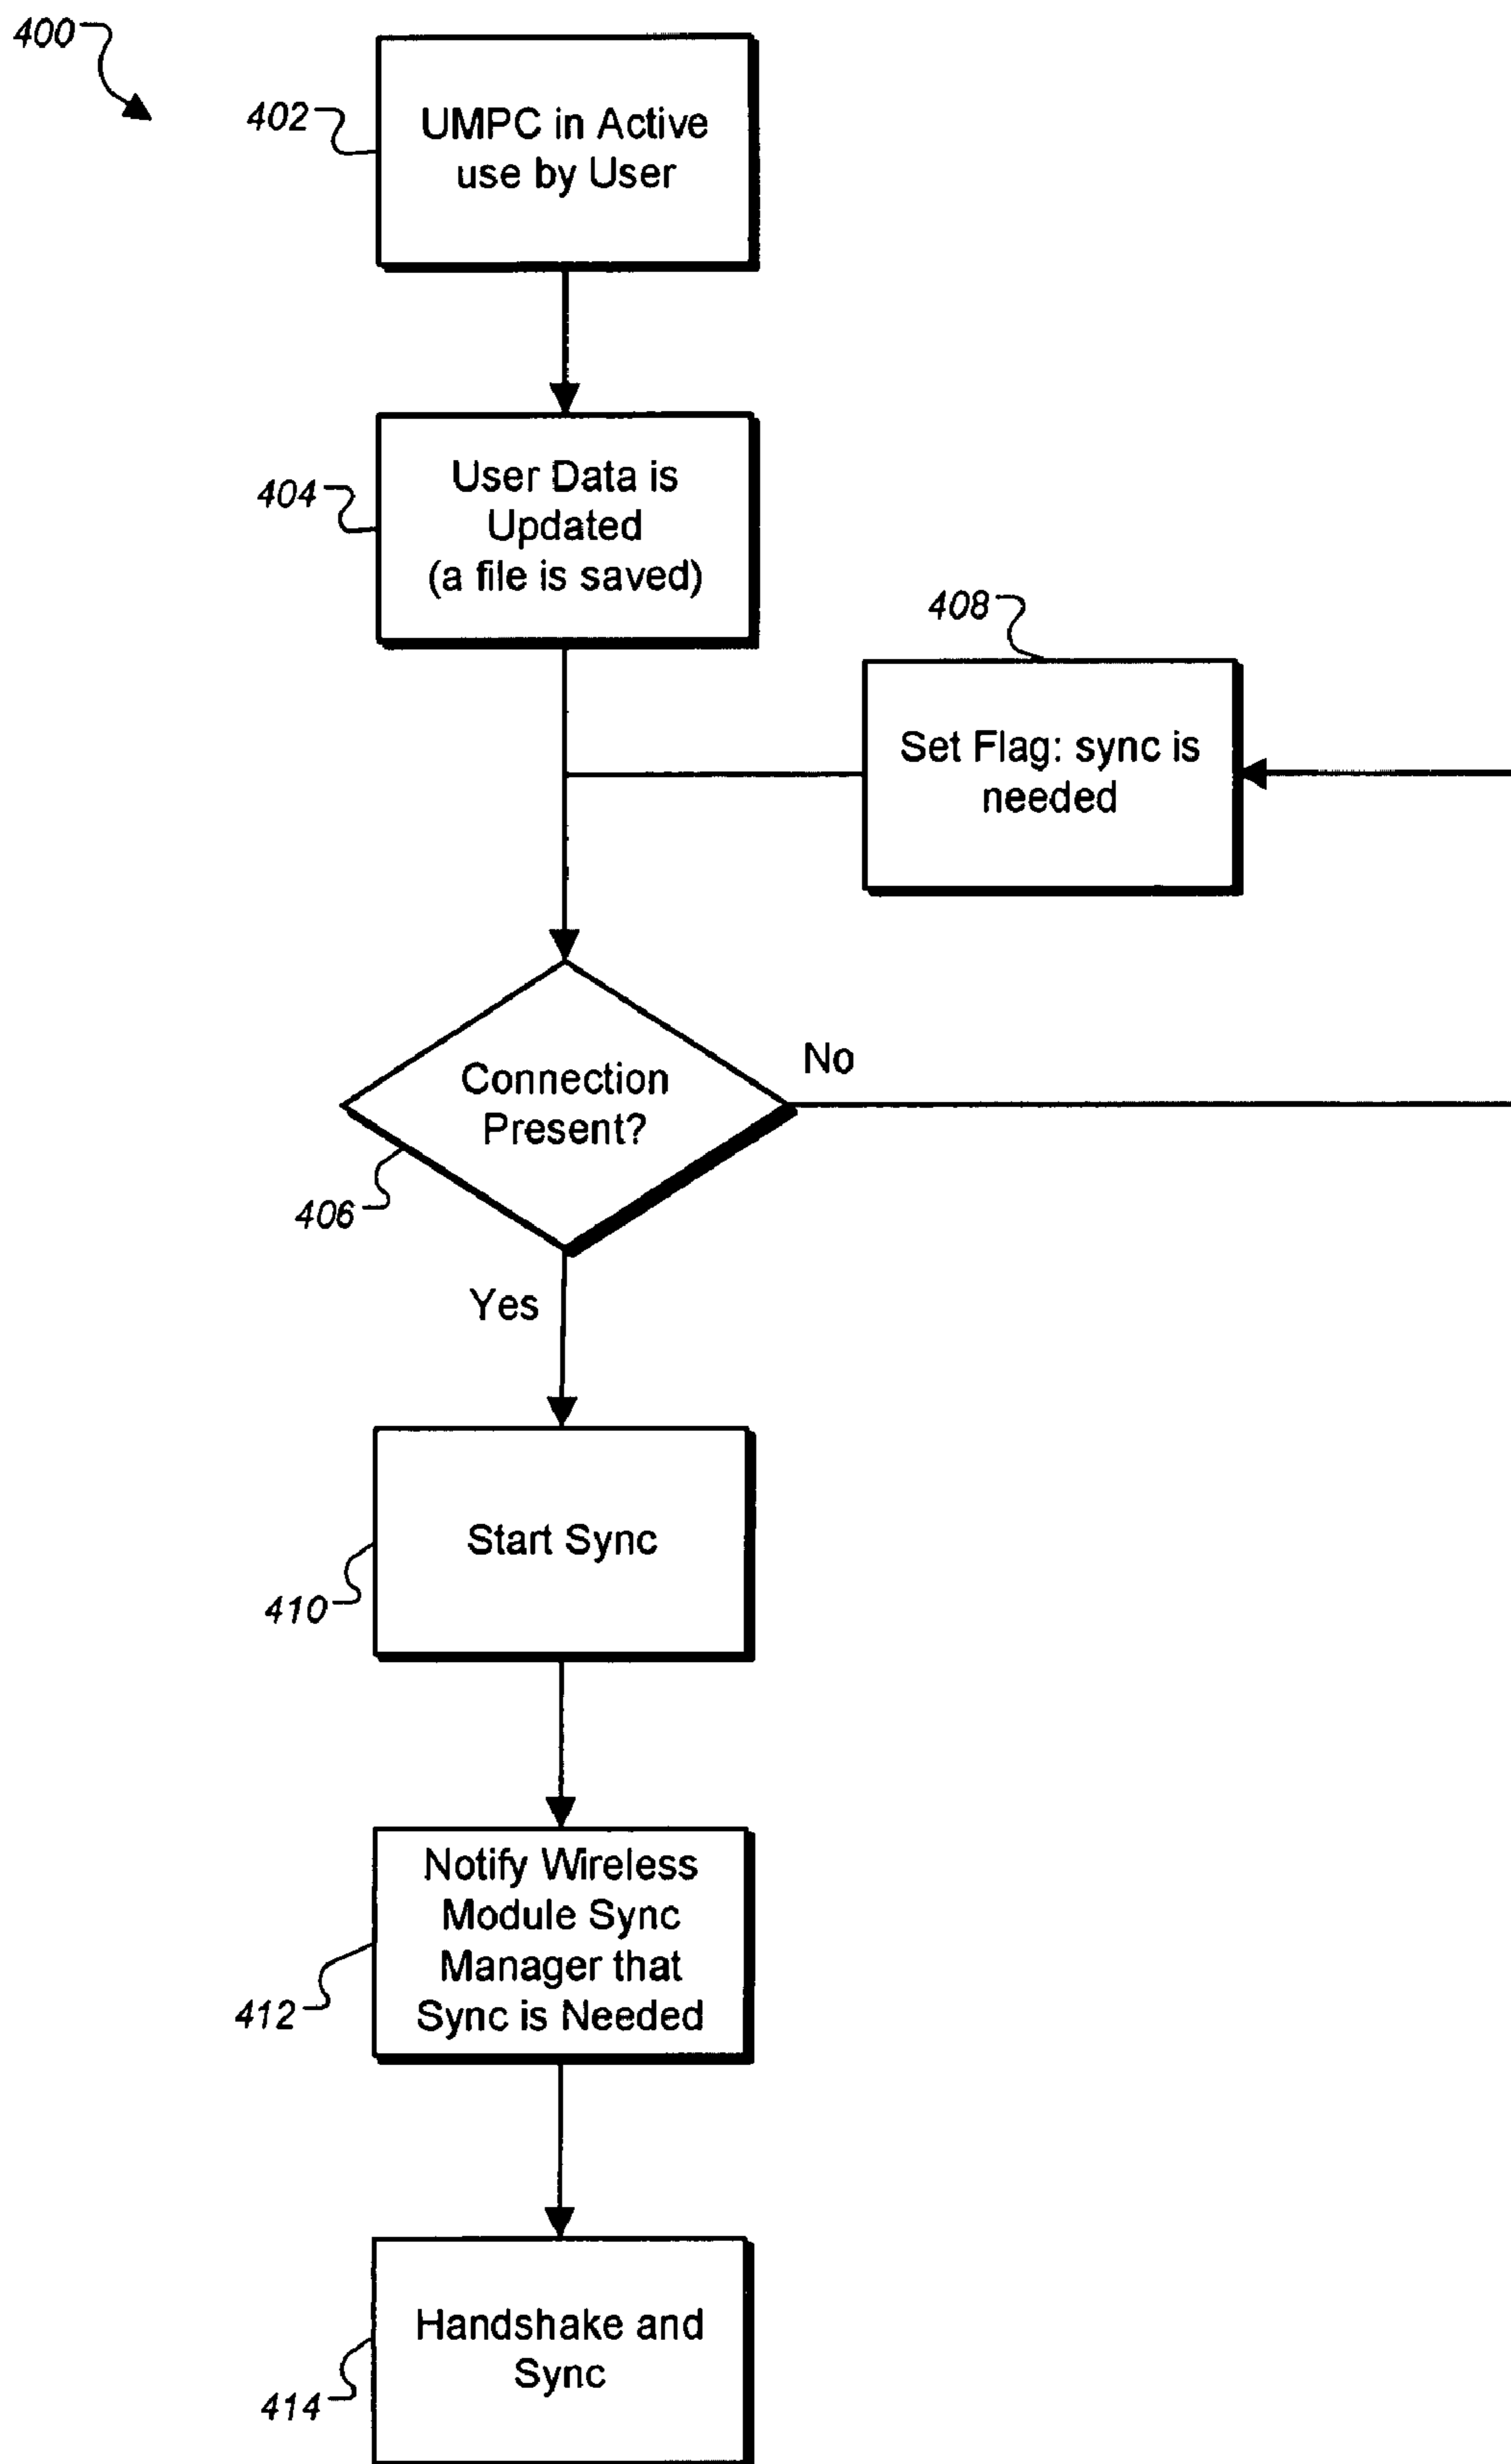 400
402
UMPC in Active
use by User
404
User Data is
Updated
(a file is saved)
408
Set Flag: sync is
needed
Connection
Present?
No
406
Yes
Start Sync
410
Notify Wireless
Module Sync
Manager that
Sync is Needed
412
Handshake and
Sync
414